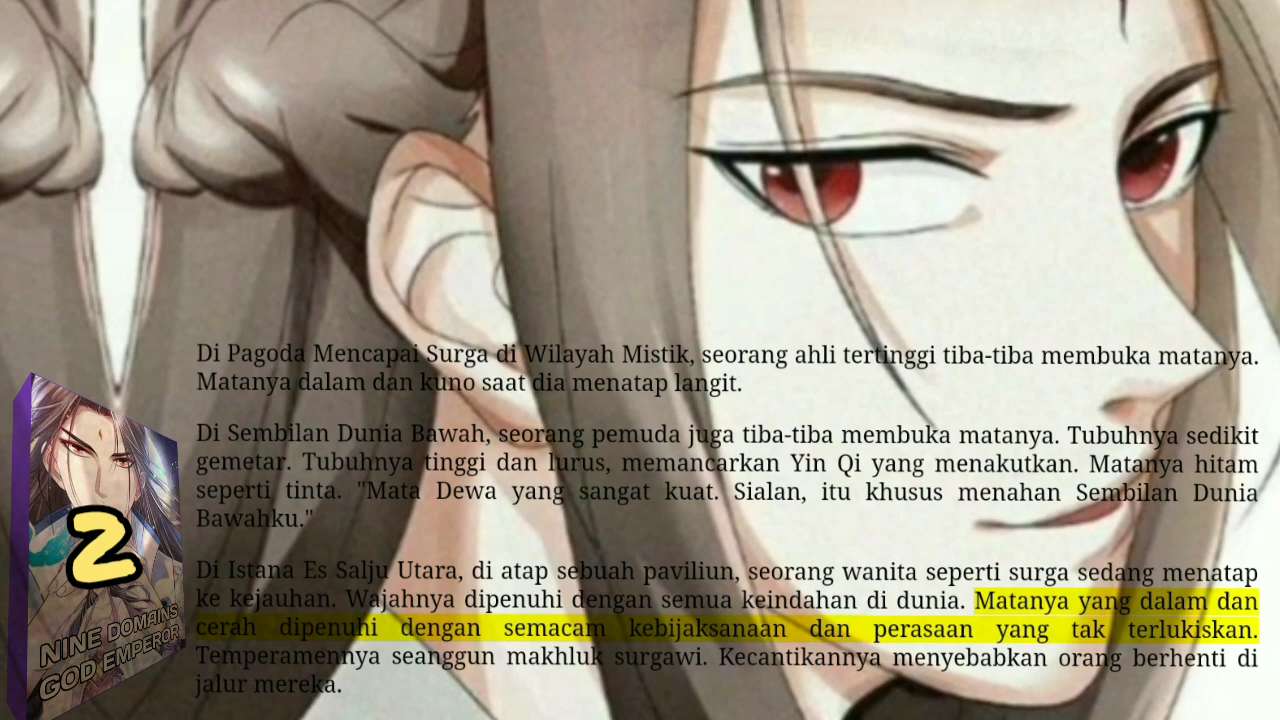 Di Pagoda Mencapai Surga di Wilayah Mistik, seorang ahli tertinggi tiba-tiba membuka matanya.
Matanya dalam dan kuno saat dia menatap langit.
Di Sembilan Dunia Bawah, seorang pemuda juga tiba-tiba membuka matanya. Tubuhnya sedikit
gemetar. Tubuhnya tinggi dan lurus, memancarkan Yin Qi yang menakutkan. Matanya hitam
seperti tinta. "Mata Dewa yang sangat kuat. Sialan, itu khusus menahan Sembilan Dunia
Bawahku."
Di Istana Es Salju Utara, di atap sebuah paviliun, seorang wanita seperti surga sedang menatap
ke kejauhan. Wajahnya dipenuhi dengan semua keindahan di dunia. Matanya yang dalam dan
cerah dipenuhi dengan semacam kebijaksanaan dan perasaan yang tak terlukiskan.
Temperamennya seanggun makhluk surgawi. Kecantikannya menyebabkan orang berhenti di
jalur mereka.
2
NINE DOMAINS
GOD EMPEROR